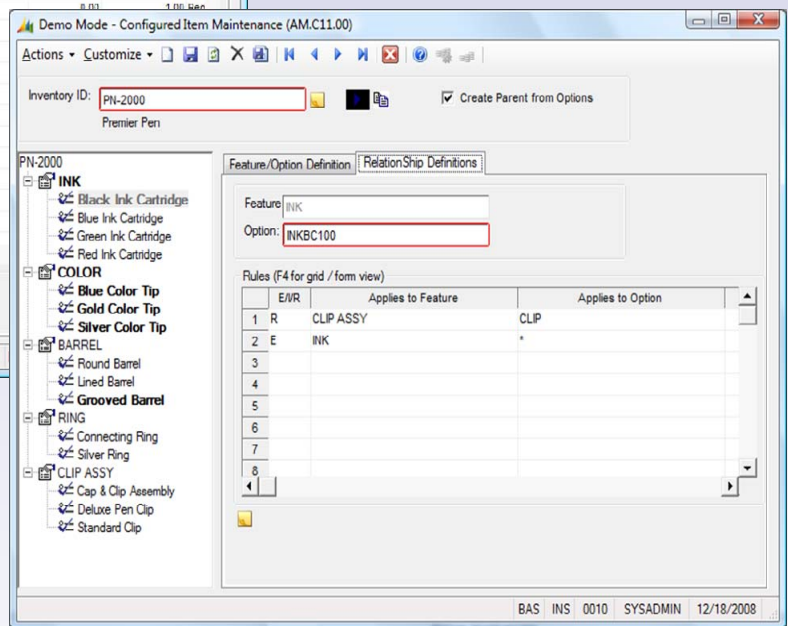 0.00 1.00 Rec
Demo Mode - Configured Item Maintenance (AM.C11.00)
Actions Customize
Inventory ID: PN-2000 Create Parent from Options
Premier Pen
PN-2000
INK
Black Ink Cartridge
Blue Ink Cartridge
Green Ink Cartridge
Red Ink Cartridge
COLOR
Blue Color Tip
Gold Color Tip
Silver Color Tip
BARREL
Round Barrel
Lined Barrel
Grooved Barrel
RING
Connecting Ring
Silver Ring
CLIP ASSY
Cap & Clip Assembly
Deluxe Pen Clip
Standard Clip
Feature/Option Definition RelationShip Definitions
Feature INK
Option: INKBC100
Rules (F4 for grid / form view)
E/I/R Applies to Feature Applies to Option
1 R CLIP ASSY CLIP
2 E INK *
3
4
5
6
7
8
BAS INS 0010 SYSADMIN 12/18/2008